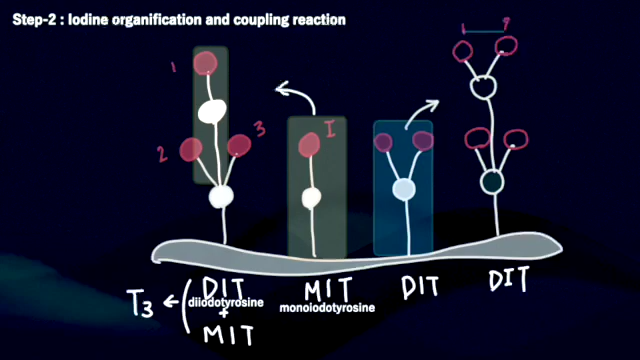 Step-2 : Iodine organification and coupling reaction
1
1
2
3
I
T3 ← ( DIT
diiodotyrosine
+
MIT
MIT
monoiodotyrosine
DIT
DIT